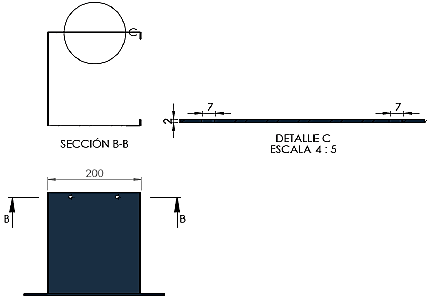 C
SECCIÓN B-B
7
7
2
DETALLE C
ESCALA 4 : 5
200
B
B